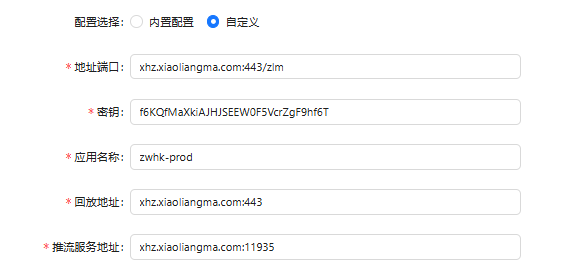 配置选择: 内置配置 自定义
* 地址端口: xhz.xiaoliangma.com:443/zlm
* 密钥: f6KQfMaXkiAJHJSEEW0F5VcrZgF9hf6T
* 应用名称: zwhk-prod
* 回放地址: xhz.xiaoliangma.com:443
* 推流服务地址: xhz.xiaoliangma.com:11935